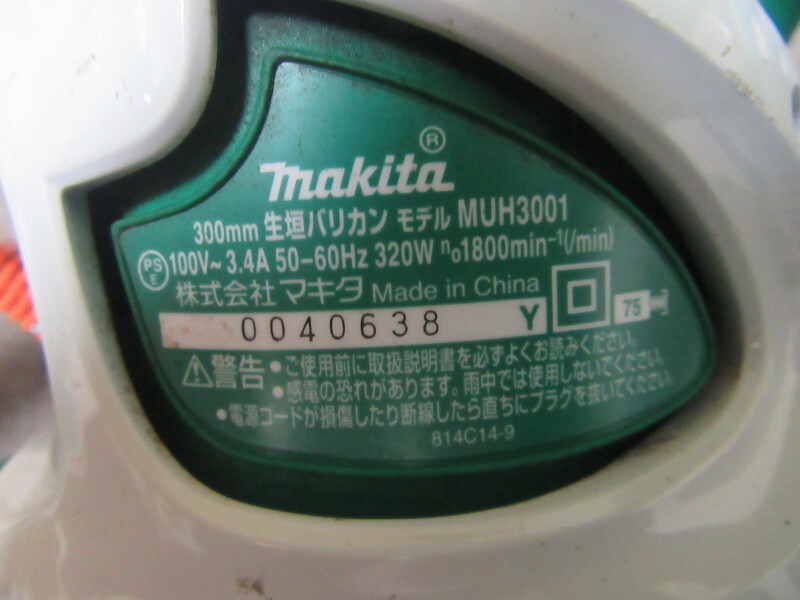 makita®
300mm 生垣バリカン モデル MUH3001
PSE 100V~3.4A 50-60Hz 320W n₀1800min⁻¹(/min)
株式会社 マキタ Made in China
0040638 Y 75
⚠警告 •ご使用前に取扱説明書を必ずよくお読みください。
•感電の恐れがあります。雨中では使用しないでください。
•電源コードが損傷したり断線したら直ちにプラグを抜いてください。
814C14-9